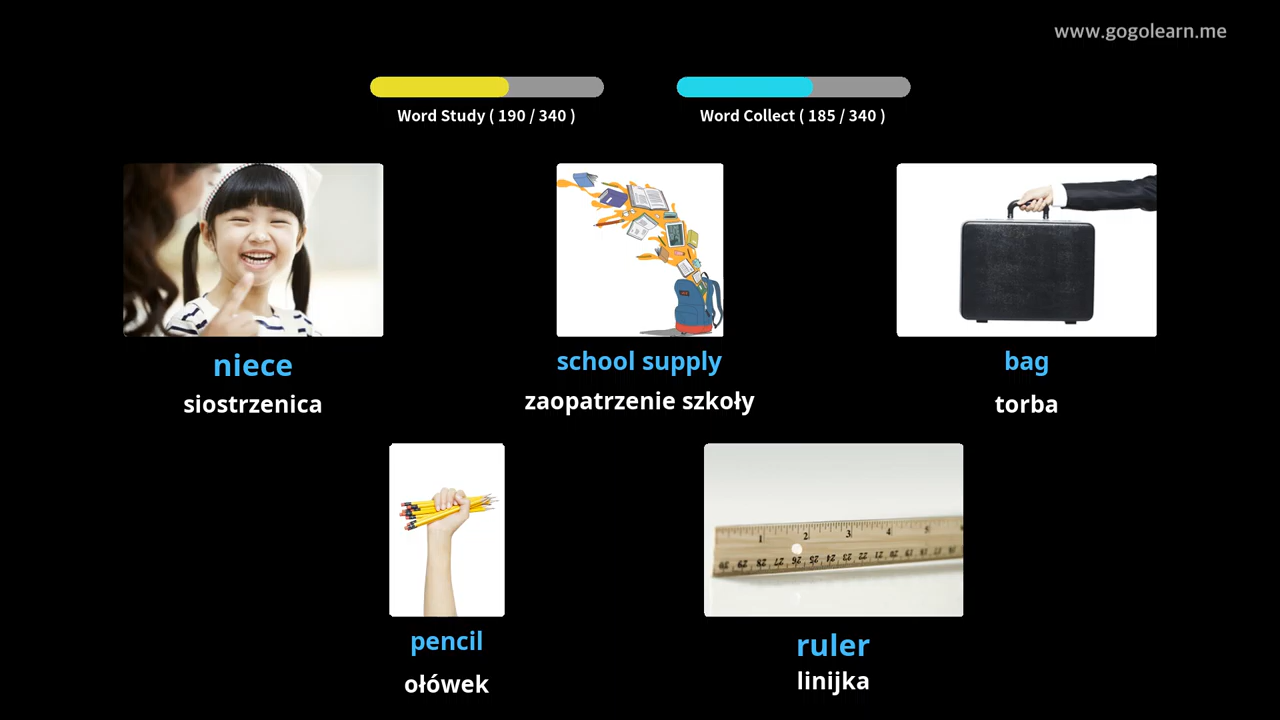 www.gogolearn.me
Word Study ( 190 / 340 )
Word Collect ( 185 / 340 )
niece
siostrzenica
school supply
zaopatrzenie szkoły
bag
torba
pencil
ołówek
ruler
linijka